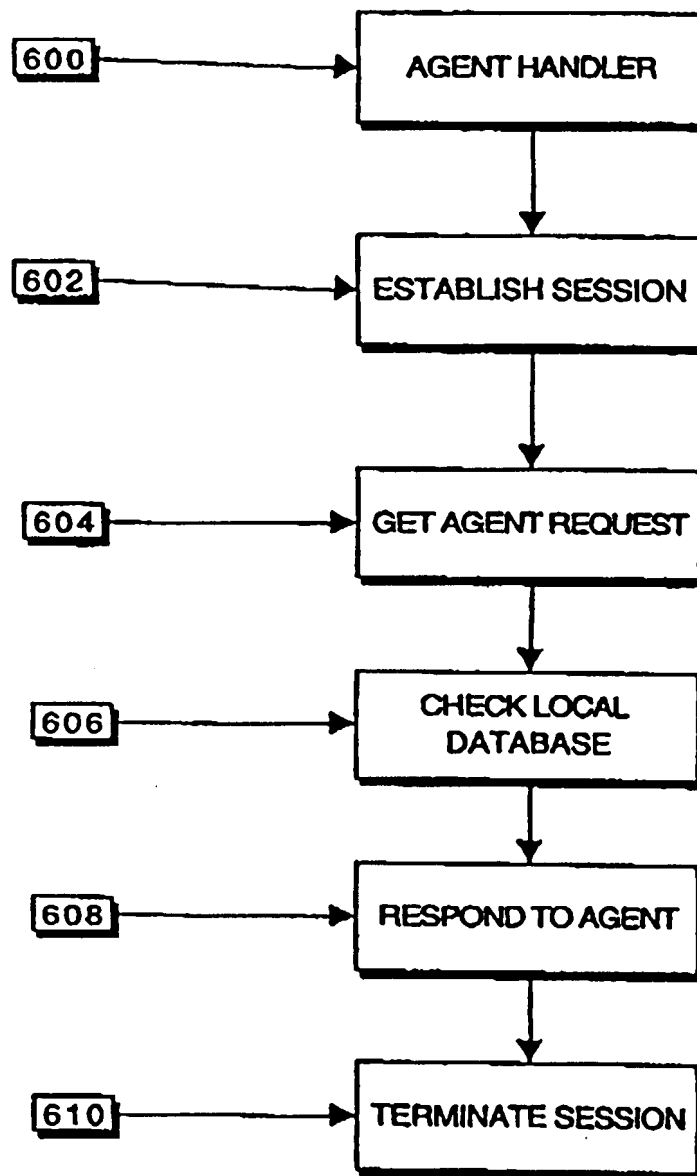 600
AGENT HANDLER
602
ESTABLISH SESSION
604
GET AGENT REQUEST
606
CHECK LOCAL
DATABASE
608
RESPOND TO AGENT
610
TERMINATE SESSION